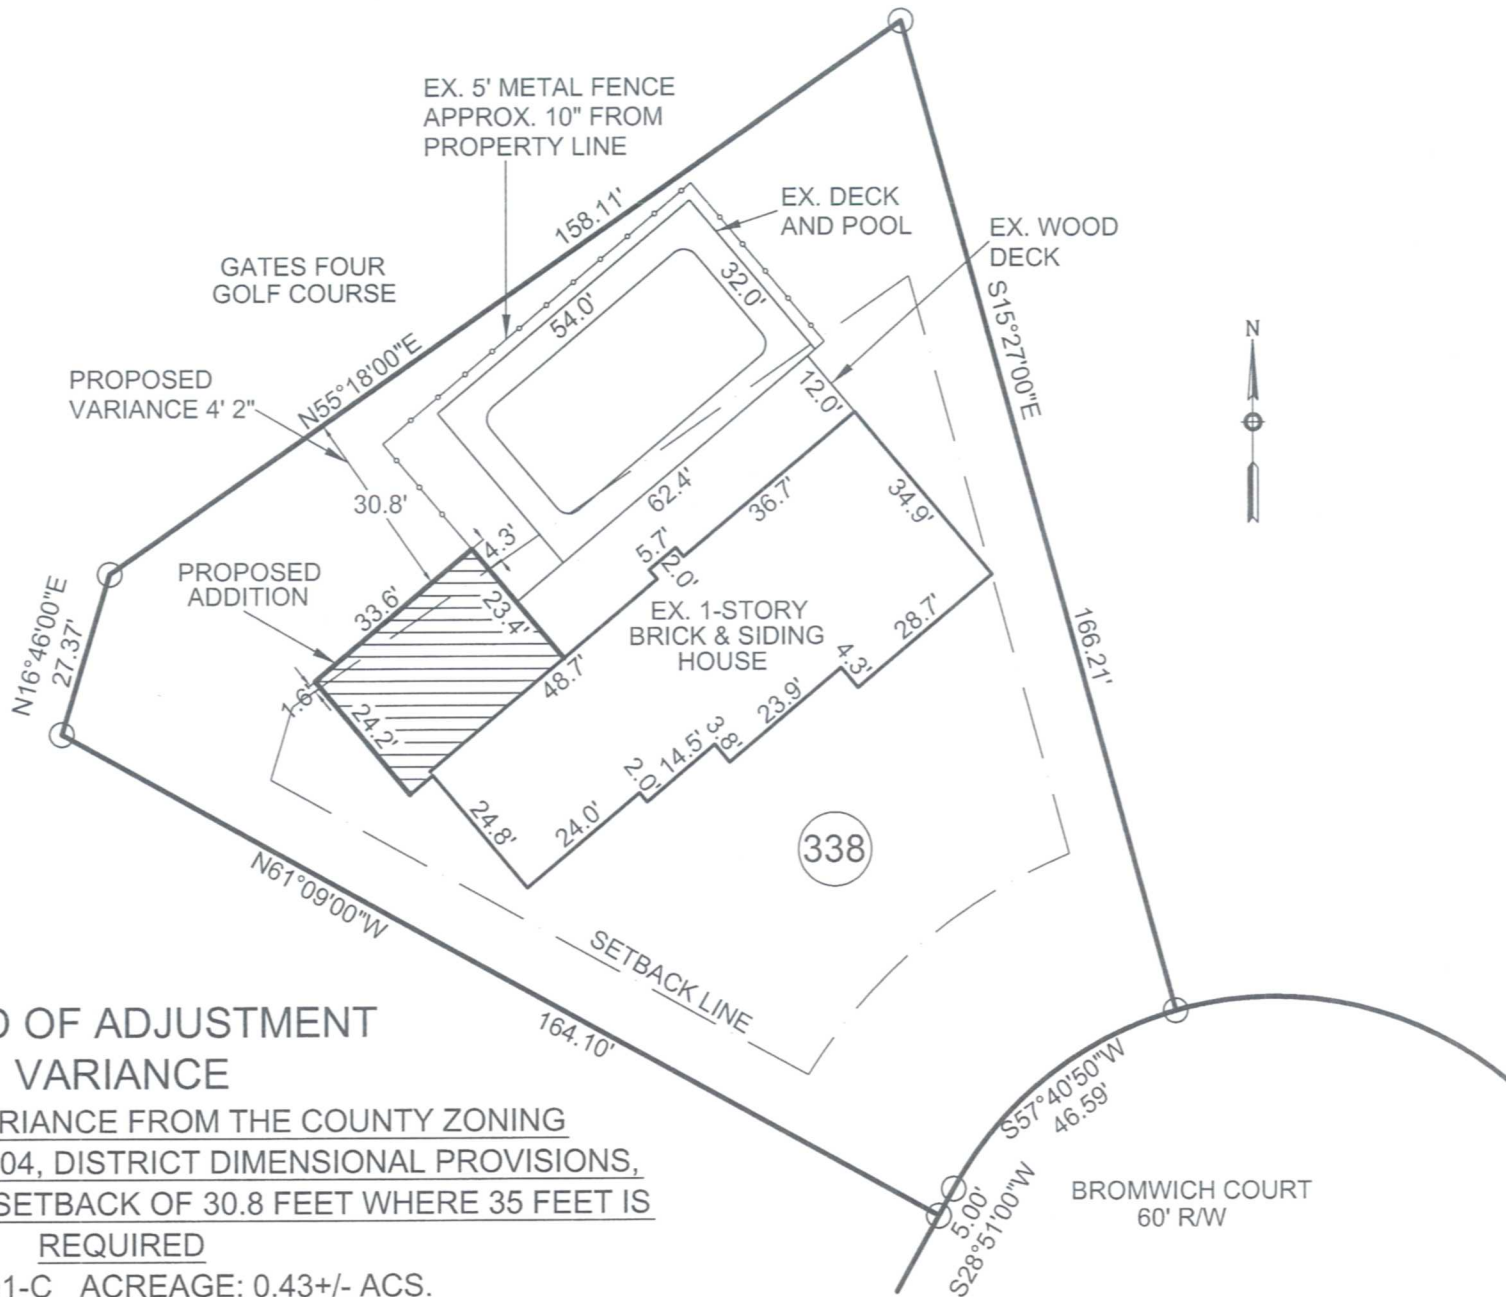 EX. 5' METAL FENCE
APPROX. 10" FROM
PROPERTY LINE
158.11'
EX. DECK
AND POOL
EX. WOOD
DECK
GATES FOUR
GOLF COURSE
54.0'
32.0'
S15°27'00"E
N
PROPOSED
VARIANCE 4' 2"
N55°18'00"E
12.0'
30.8'
62.4'
36.7'
34.9'
4.3'
5.7'
2.0'
PROPOSED
ADDITION
33.6'
23.4'
EX. 1-STORY
BRICK & SIDING
HOUSE
28.7'
166.21'
N16°46'00"E
27.37'
48.7'
4.3'
1.6'
24.2'
23.9'
3.8'
14.5'
2.0'
24.8'
24.0'
338
N61°09'00"W
SETBACK LINE
164.10'
D OF ADJUSTMENT
VARIANCE
RIANCE FROM THE COUNTY ZONING
04, DISTRICT DIMENSIONAL PROVISIONS,
SETBACK OF 30.8 FEET WHERE 35 FEET IS
REQUIRED
1-C ACREAGE: 0.43+/- ACS.
S57°40'50"W
46.59'
5.00'
S28°51'00"W
BROMWICH COURT
60' R/W